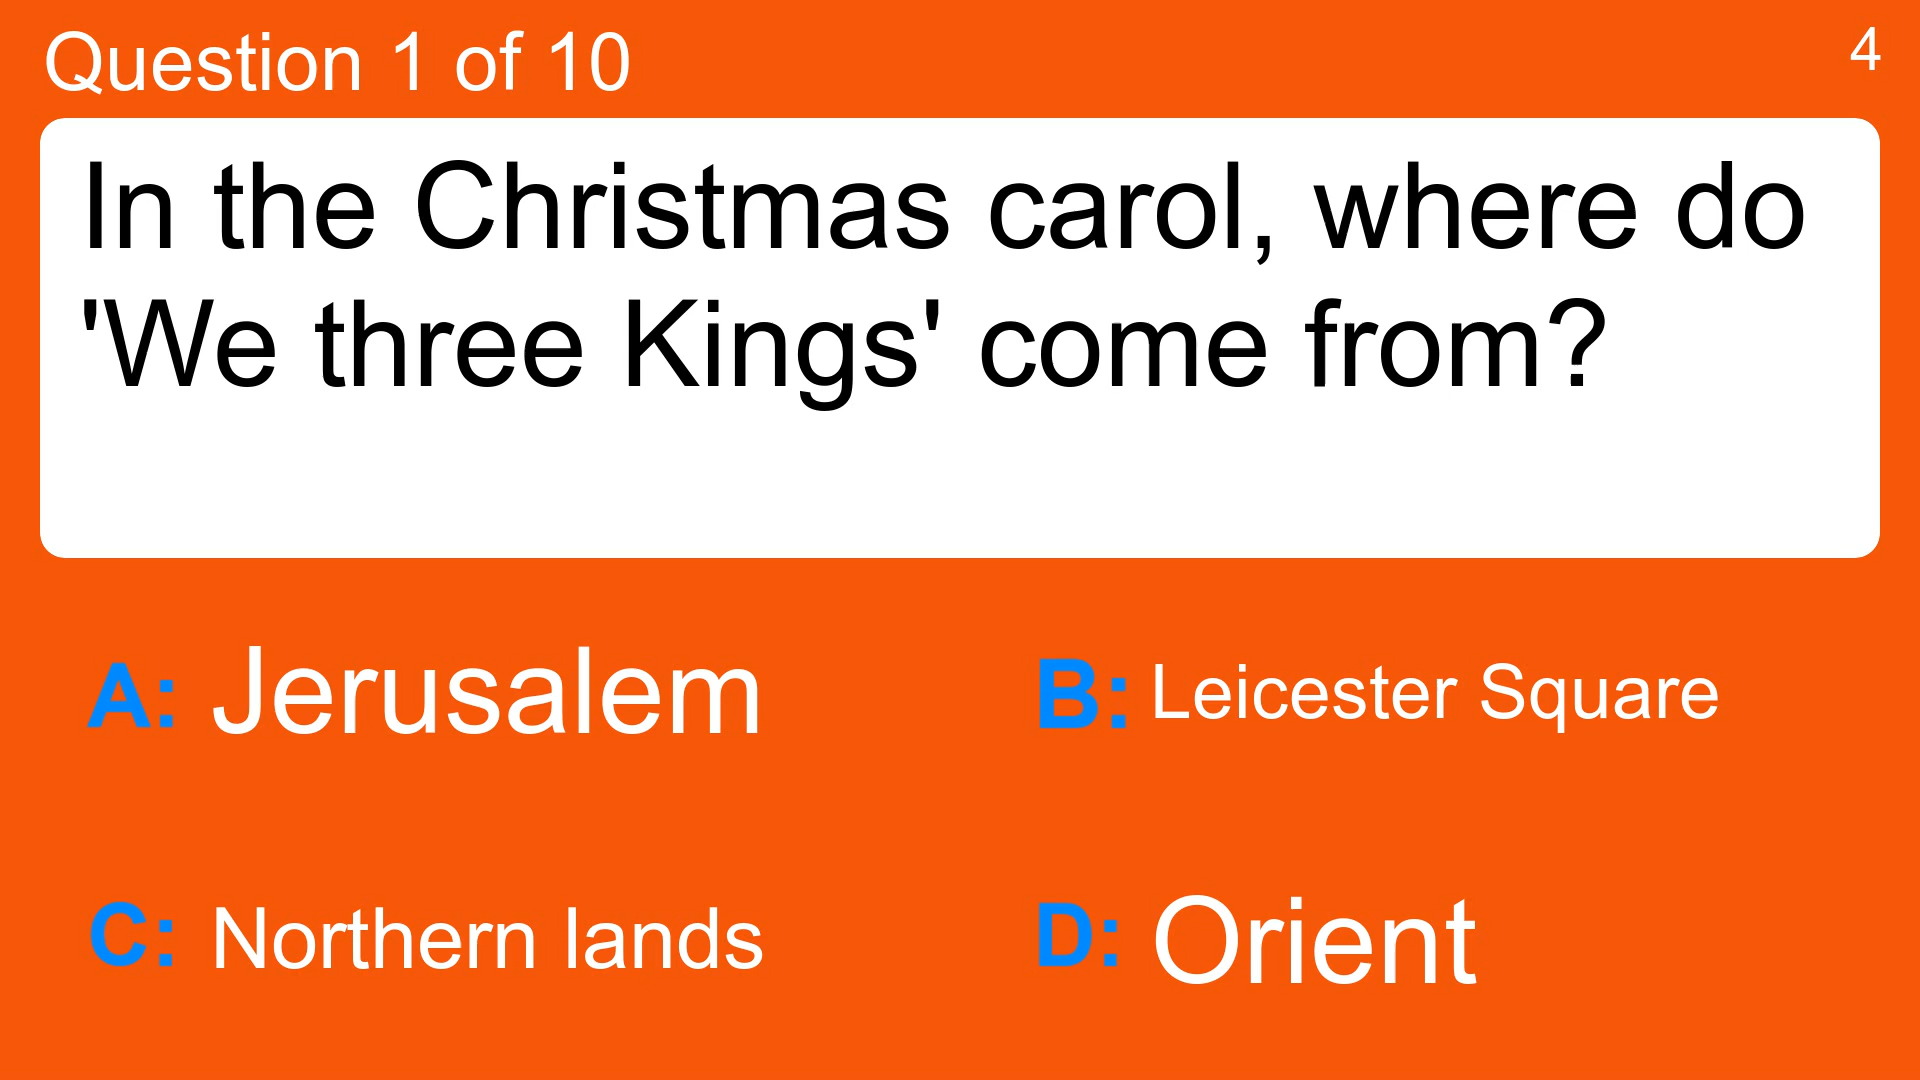 Question 1 of 10
4
In the Christmas carol, where do
'We three Kings' come from?
A: Jerusalem
B: Leicester Square
C: Northern lands
D: Orient